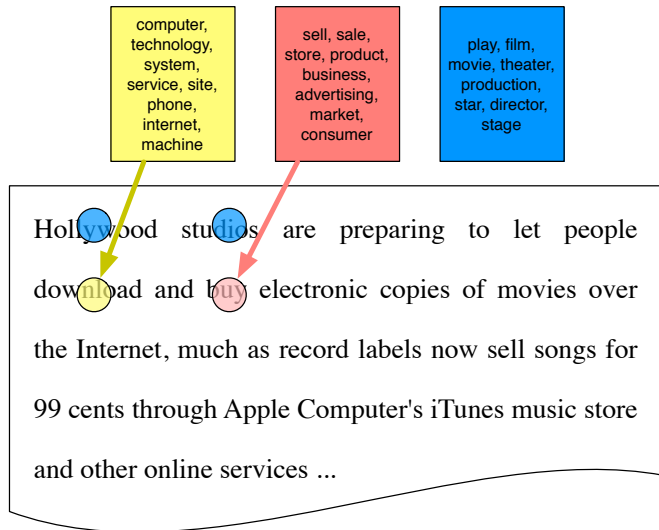 computer,
technology,
system,
service, site,
phone,
internet,
machine
sell, sale,
store, product,
business,
advertising,
market,
consumer
play, film,
movie, theater,
production,
star, director,
stage
Hollywood studios are preparing to let people
download and buy electronic copies of movies over
the Internet, much as record labels now sell songs for
99 cents through Apple Computer's iTunes music store
and other online services ...